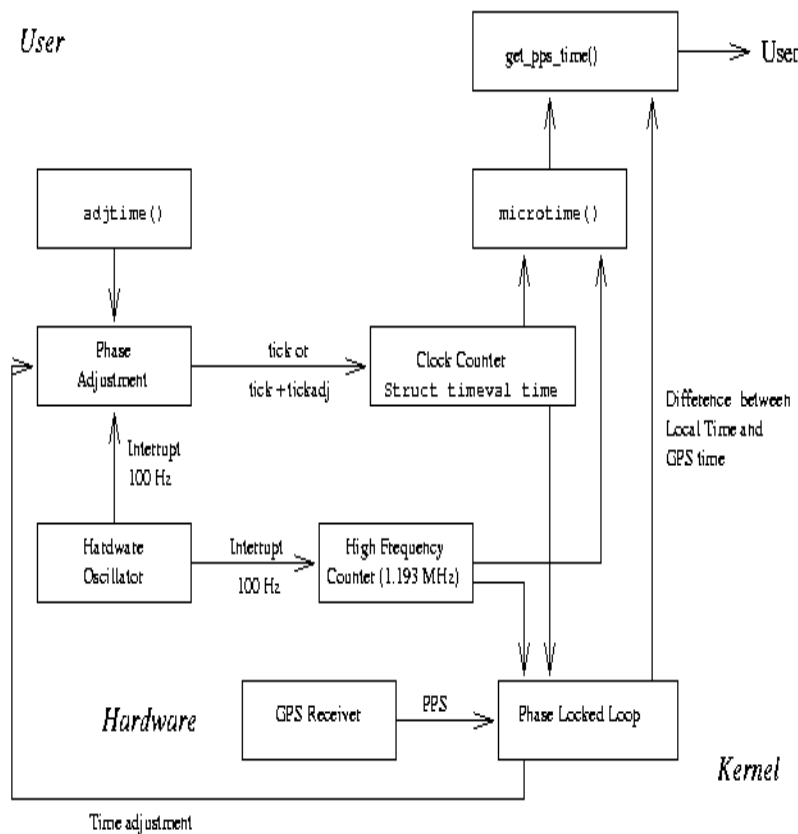 User
get_pps_time()
User
adjtime()
microtime()
Phase
Adjustment
tick or
tick + tickadj
Clock Counter
Struct timeval time
Difference between
Local Time and
GPS time
Interrupt
100 Hz
Hardware
Oscillator
Interrupt
100 Hz
High Frequency
Counter (1.193 MHz)
Hardware
GPS Receiver
PPS
Phase Locked Loop
Kernel
Time adjustment